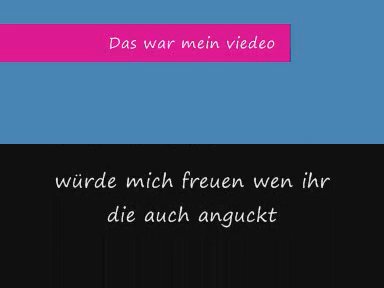 Das war mein viedeo
würde mich freuen wen ihr
die auch anguckt